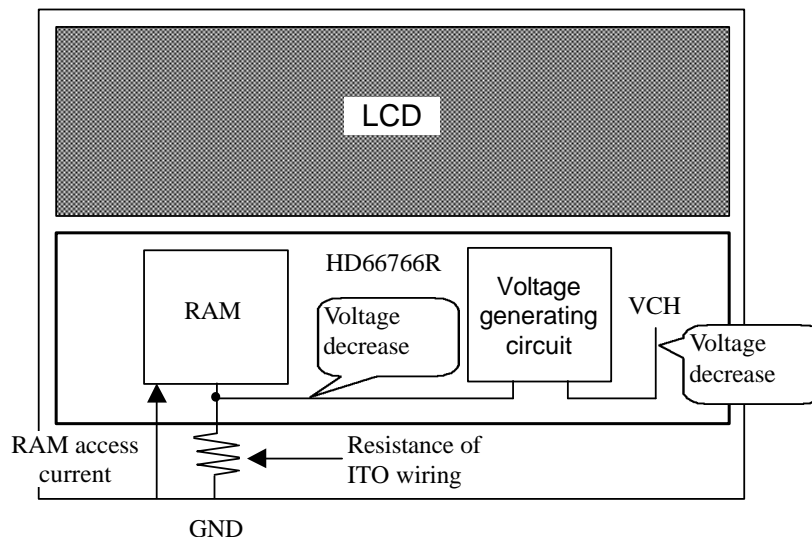 LCD
HD66766R
RAM
Voltage
decrease
Voltage
generating
circuit
VCH
Voltage
decrease
RAM access
current
Resistance of
ITO wiring
GND